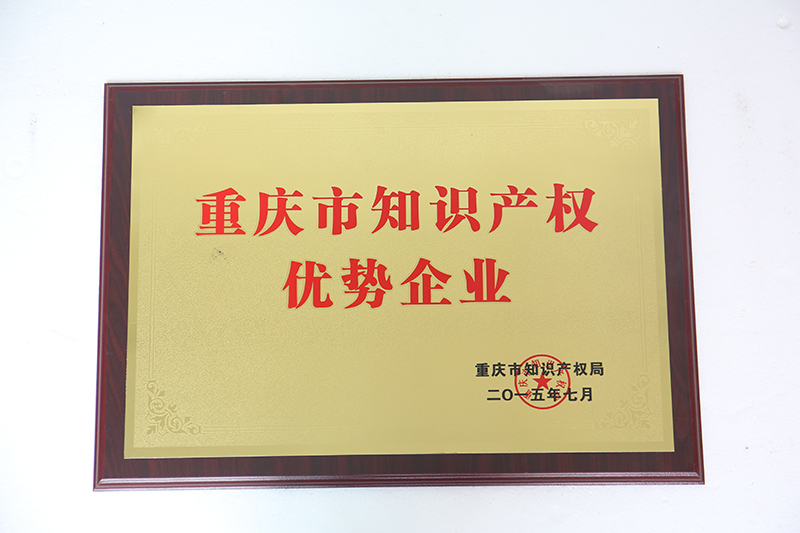 重庆市知识产权
优势企业
重庆市知识产权局
二〇一五年七月